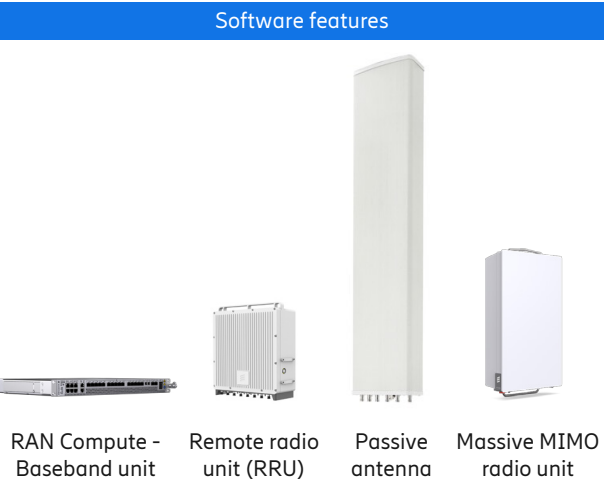 Software features
RAN Compute -
Baseband unit
Remote radio
unit (RRU)
Passive
antenna
Massive MIMO
radio unit